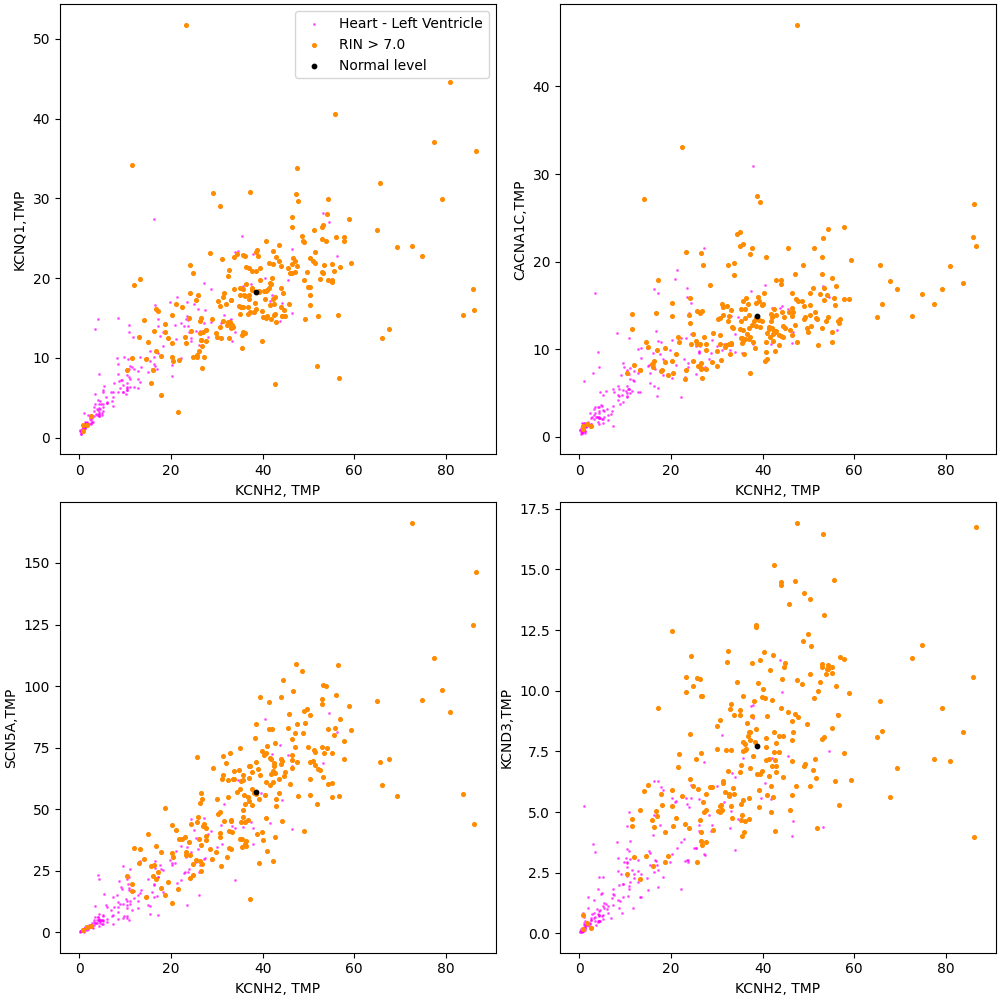 50
40
30
20
10
0
KCNQ1,TMP
Heart - Left Ventricle
RIN > 7.0
Normal level
0 20 40 60 80
KCNH2, TMP
40
30
20
10
0
CACNA1C,TMP
0 20 40 60 80
KCNH2, TMP
150
125
100
75
50
25
0
SCN5A,TMP
0 20 40 60 80
KCNH2, TMP
17.5
15.0
12.5
10.0
7.5
5.0
2.5
0.0
KCND3,TMP
0 20 40 60 80
KCNH2, TMP